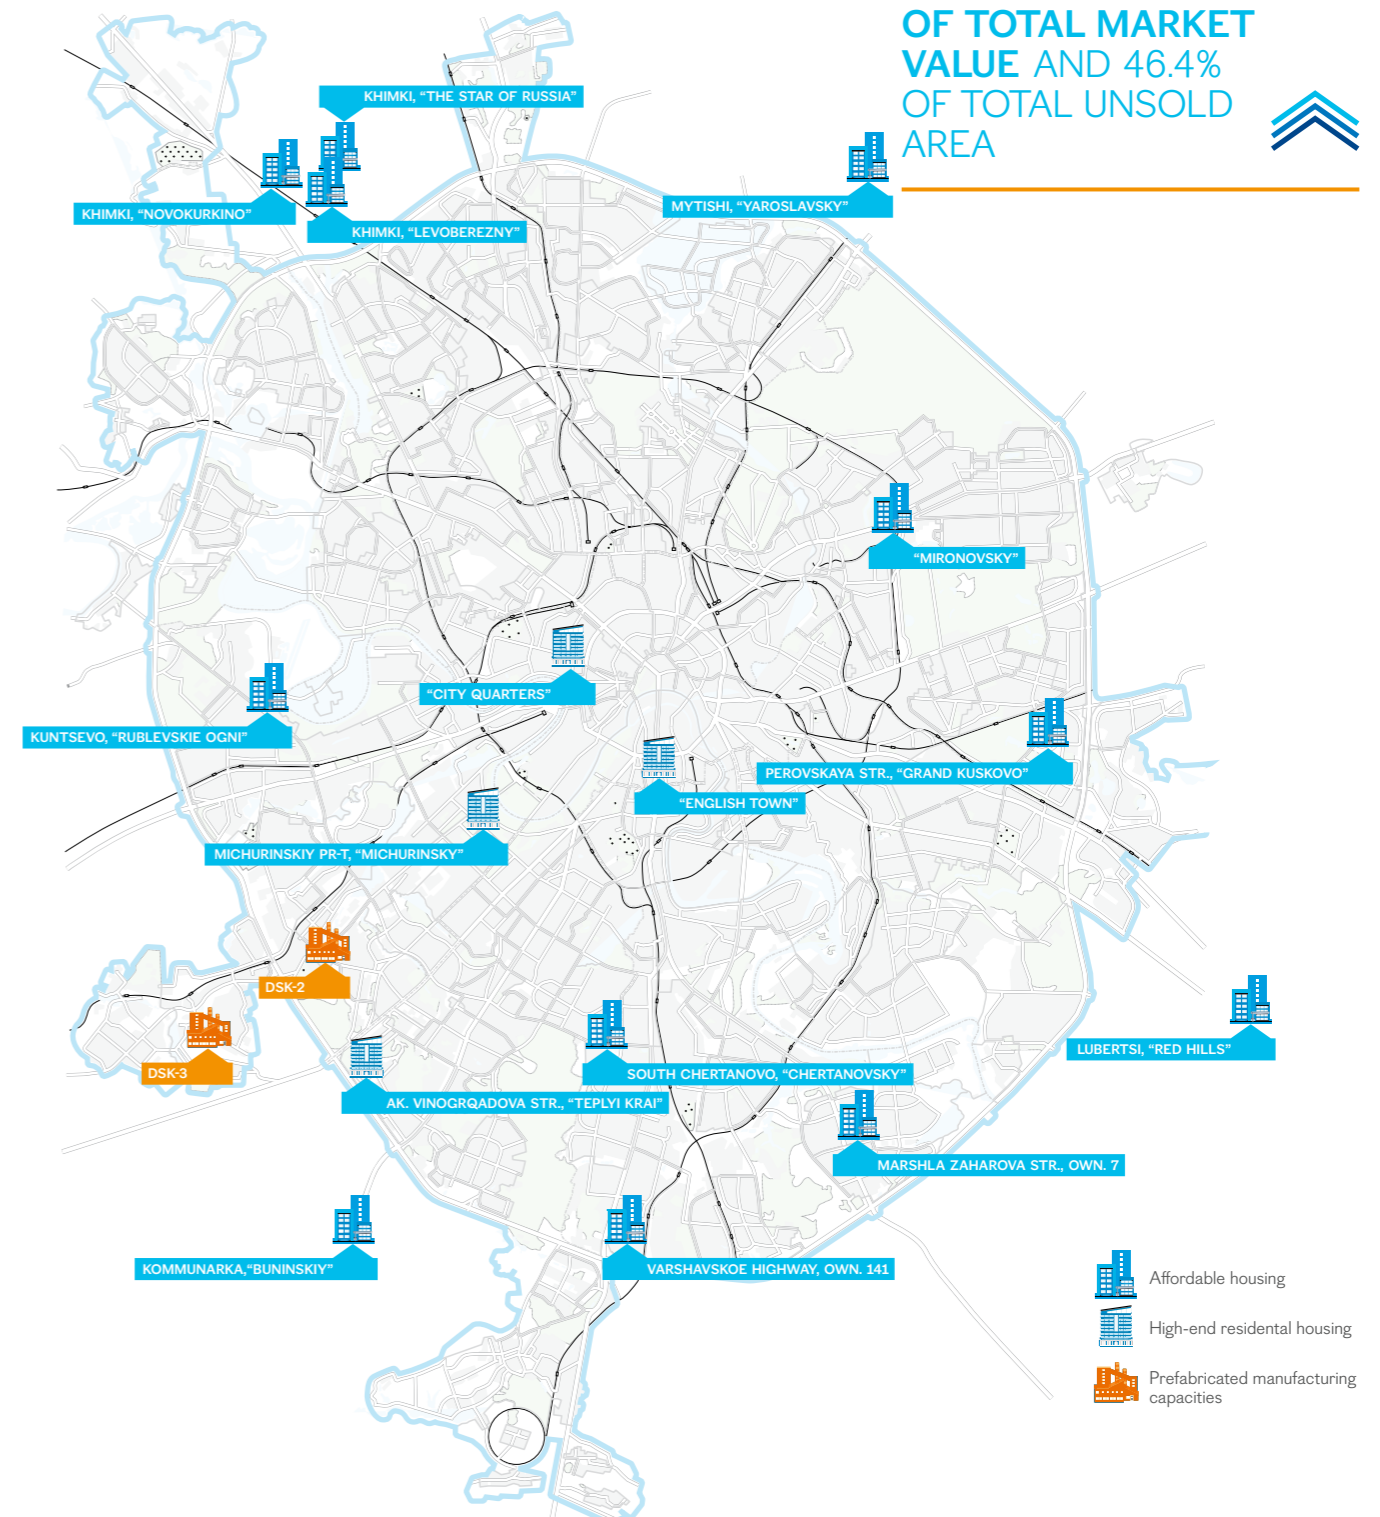 OF TOTAL MARKET
VALUE AND 46.4%
OF TOTAL UNSOLD
AREA
KHIMKI, “THE STAR OF RUSSIA”
KHIMKI, “NOVOKURKINO”
KHIMKI, “LEVOBEREZNY”
MYTISHI, “YAROSLAVSKY”
“MIRONOVSKY”
“CITY QUARTERS”
KUNTSEVO, “RUBLEVSKIE OGNI”
PEROVSKAYA STR., “GRAND KUSKOVO”
“ENGLISH TOWN”
MICHURINSKIY PR-T, “MICHURINSKY”
DSK-2
DSK-3
LUBERTSI, “RED HILLS”
SOUTH CHERTANOVO, “CHERTANOVSKY”
AK. VINOGRQADOVA STR., “TEPLYI KRAI”
MARSHLA ZAHAROVA STR., OWN. 7
KOMMUNARKA,“BUNINSKIY”
VARSHAVSKOE HIGHWAY, OWN. 141
Affordable housing
High-end residental housing
Prefabricated manufacturing
capacities